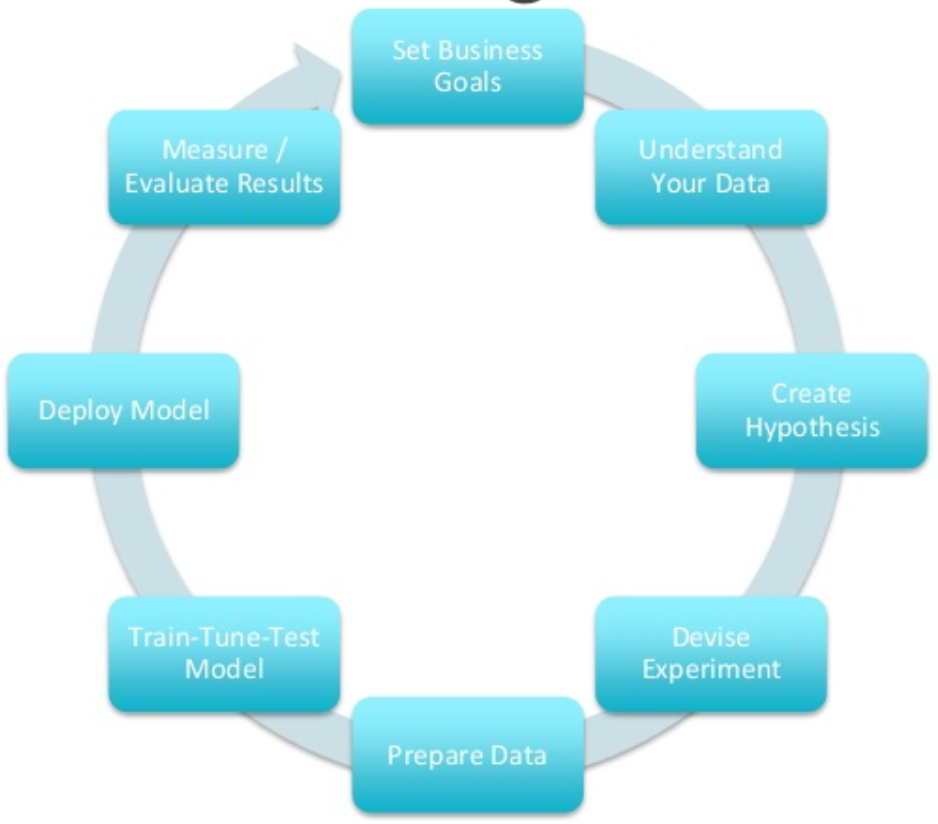 Set Business
Goals
Understand
Your Data
Create
Hypothesis
Devise
Experiment
Prepare Data
Train-Tune-Test
Model
Deploy Model
Measure /
Evaluate Results